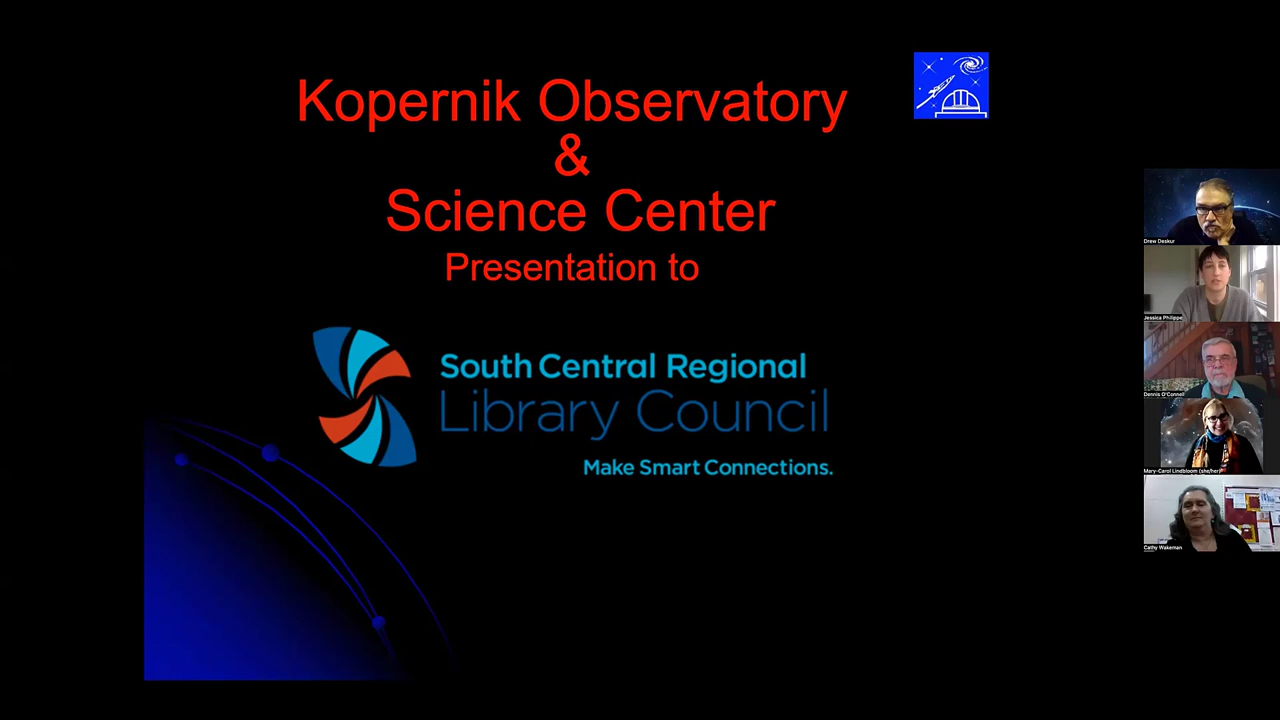 Kopernik Observatory
&
Science Center
Presentation to
South Central Regional
Library Council
Make Smart Connections.
Drew Deskur
Jessica Philippe
Dennis O'Connell
Mary-Carol Lindbloom (she/her)
Cathy Wakeman